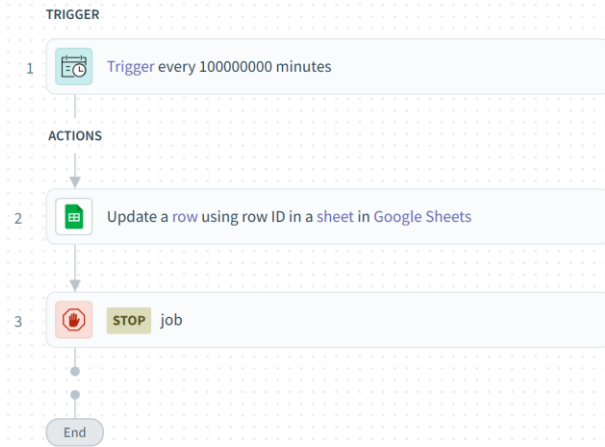 TRIGGER
1 Trigger every 100000000 minutes
ACTIONS
2 Update a row using row ID in a sheet in Google Sheets
3 STOP job
End